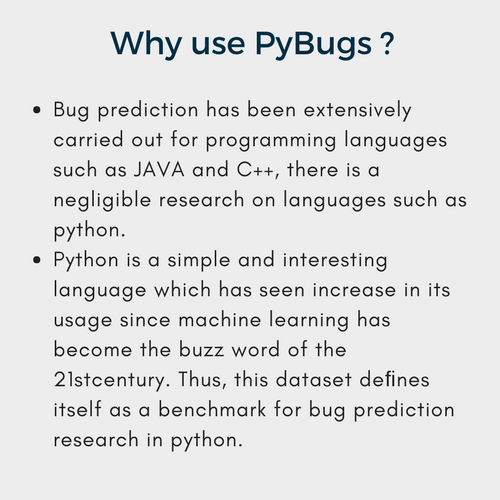 Why use PyBugs ?
• Bug prediction has been extensively
carried out for programming languages
such as JAVA and C++, there is a
negligible research on languages such as
python.
• Python is a simple and interesting
language which has seen increase in its
usage since machine learning has
become the buzz word of the
21stcentury. Thus, this dataset defines
itself as a benchmark for bug prediction
research in python.